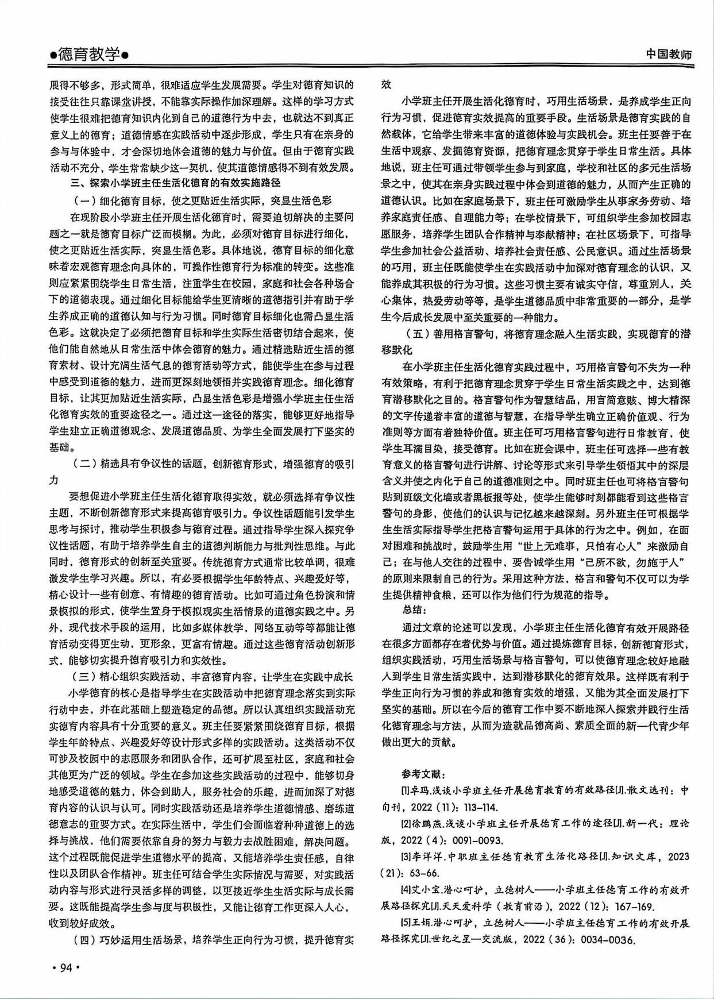 ●德育教学●
中国教师
展得不够多，形式简单，很难适应学生发展需要。学生对德育知识的
接受往往只靠课堂讲授，不能靠实际操作加深理解。这样的学习方式
使学生很难把德育知识内化到自己的道德行为中去，也就达不到真正
意义上的德育；道德情感在实践活动中逐步形成，学生只有在亲身的
参与与体验中，才会深切地体会道德的魅力与价值。但由于德育实践
活动不充分，学生常常缺少这一契机，使其道德情感得不到有效发展。
三、探索小学班主任生活化德育的有效实施路径
（一）细化德育目标，使之更贴近生活实际，突显生活色彩
在现阶段小学班主任开展生活化德育时，需要迫切解决的主要问
题之一就是德育目标广泛而模糊。为此，必须对德育目标进行细化，
使之更贴近生活实际，突显生活色彩。具体地说，德育目标的细化意
味着宏观德育理念向具体的，可操作性德育行为标准的转变。这些准
则应紧紧围绕学生日常生活，注重学生在校园，家庭和社会各种场合
下的道德表现。通过细化目标能给学生更清晰的道德指引并有助于学
生养成正确的道德认知与行为习惯。同时德育目标细化也需凸显生活
色彩。这就决定了必须把德育目标和学生实际生活密切结合起来，使
他们能自然地从日常生活中体会德育的魅力。通过精选贴近生活的德
育素材、设计充满生活气息的德育活动等方式，能使学生在参与过程
中感受到道德的魅力，进而更深刻地领悟并实践德育理念。细化德育
目标，让其更加贴近生活实际，凸显生活色彩是增强小学班主任生活
化德育实效的重要途径之一。通过这一途径的落实，能够更好地指导
学生建立正确道德观念、发展道德品质、为学生全面发展打下坚实的
基础。
（二）精选具有争议性的话题，创新德育形式，增强德育的吸引
力
要想促进小学班主任生活化德育取得实效，就必须选择有争议性
主题，不断创新德育形式来提高德育吸引力。争议性话题能引发学生
思考与探讨，推动学生积极参与德育过程。通过指导学生深入探究争
议性话题，有助于培养学生自主的道德判断能力与批判性思维。与此
同时，德育形式的创新至关重要。传统德育方式通常比较单调，很难
激发学生学习兴趣。所以，有必要根据学生年龄特点、兴趣爱好等，
精心设计一些有创意、有情趣的德育活动。比如可通过角色扮演和情
景模拟的形式，使学生置身于模拟现实生活情景的道德实践之中。另
外，现代技术手段的运用，比如多媒体教学，网络互动等等都能让德
育活动变得更生动，更形象，更富有情趣。通过这些德育活动创新形
式，能够切实提升德育吸引力和实效性。
（三）精心组织实践活动，丰富德育内容，让学生在实践中成长
小学德育的核心是指导学生在实践活动中把德育理念落实到实际
行动中去，并在此基础上塑造稳定的品德。所以认真组织实践活动充
实德育内容具有十分重要的意义。班主任要紧紧围绕德育目标，根据
学生年龄特点、兴趣爱好等设计形式多样的实践活动。这类活动不仅
可涉及校园中的志愿服务和团队合作，还可扩展至社区，家庭和社会
其他更为广泛的领域。学生在参加这些实践活动的过程中，能够切身
地感受道德的魅力，体会到助人，服务社会的乐趣，进而加深了对德
育内容的认识与认可。同时实践活动还是培养学生道德情感、磨练道
德意志的重要方式。在实际生活中，学生们会面临着种种道德上的选
择与挑战，他们需要依靠自身的努力与毅力去战胜困难，解决问题。
这个过程既能促进学生道德水平的提高，又能培养学生责任感，自律
性以及团队合作精神。班主任可结合学生实际情况与需要，对实践活
动内容与形式进行灵活多样的调整，以更接近学生生活实际与成长需
要。这既能提高学生参与度与积极性，又能让德育工作更深入人心，
收到较好成效。
（四）巧妙运用生活场景，培养学生正向行为习惯，提升德育实
效
小学班主任开展生活化德育时，巧用生活场景，是养成学生正向
行为习惯，促进德育实效提高的重要手段。生活场景是德育实践的自
然载体，它给学生带来丰富的道德体验与实践机会。班主任要善于在
生活中观察、发掘德育资源，把德育理念贯穿于学生日常生活。具体
地说，班主任可通过带领学生参与到家庭，学校和社区的多元生活场
景之中，使其在亲身实践过程中体会到道德的魅力，从而产生正确的
道德认识。比如在家庭场景下，班主任可激励学生从事家务劳动、培
养家庭责任感、自理能力等；在学校情景下，可组织学生参加校园志
愿服务，培养学生团队合作精神与奉献精神；在社区场景下，可指导
学生参加社会公益活动、培养社会责任感、公民意识。通过生活场景
的巧用，班主任既能使学生在实践活动中加深对德育理念的认识，又
能养成其积极的行为习惯。这些习惯主要有诚实守信，尊重别人，关
心集体，热爱劳动等等，是学生道德品质中非常重要的一部分，是学
生今后成长发展中至关重要的一种能力。
（五）善用格言警句，将德育理念融入生活实践，实现德育的潜
移默化
在小学班主任生活化德育实践过程中，巧用格言警句不失为一种
有效策略，有利于把德育理念贯穿于学生日常生活实践之中，达到德
育潜移默化之目的。格言警句作为智慧结晶，用言简意赅、博大精深
的文字传递着丰富的道德与智慧，在指导学生确立正确价值观、行为
准则等方面有着独特价值。班主任可巧用格言警句进行日常教育，使
学生耳濡目染，接受德育。比如在班会课中，班主任可选择一些有教
育意义的格言警句进行讲解、讨论等形式来引导学生领悟其中的深层
含义并使之内化于自己的道德准则之中。同时班主任也可将格言警句
贴到班级文化墙或者黑板报等处，使学生能够时刻都能看到这些格言
警句的身影，使他们的认识与记忆越来越深刻。另外班主任可根据学
生生活实际指导学生把格言警句运用于具体的行为之中。例如，在面
对困难和挑战时，鼓励学生用“世上无难事，只怕有心人”来激励自
己；在与他人交往的过程中，要告诫学生用“己所不欲，勿施于人”
的原则来限制自己的行为。采用这种方法，格言和警句不仅可以为学
生提供精神食粮，还可以作为他们行为规范的指导。
总结：
通过文章的论述可以发现，小学班主任生活化德育有效开展路径
在很多方面都存在着优势与价值。通过提炼德育目标，创新德育形式，
组织实践活动，巧用生活场景与格言警句，可以使德育理念较好地融
入到学生日常生活实践中，达到潜移默化的德育效果。这样既有利于
学生正向行为习惯的养成和德育实效的增强，又能为其全面发展打下
坚实的基础。所以在今后的德育工作中要不断地深入探索并践行生活
化德育理念与方法，从而为造就品德高尚、素质全面的新一代青少年
做出更大的贡献。
参考文献：
[1]卓玛.浅谈小学班主任开展德育教育的有效路径[J].散文选刊：中
旬刊，2022（11）：113-114.
[2]徐鹏燕.浅谈小学班主任开展德育工作的途径[J].新一代：理论
版，2022（4）：0091-0093.
[3]李洋洋.中职班主任德育教育生活化路径[J].知识文库，2023
（21）：63-66.
[4]艾小宝.潜心呵护，立德树人——小学班主任德育工作的有效开
展路径探究[J].天天爱科学（教育前沿），2022（12）：167-169.
[5]王娟.潜心呵护，立德树人——小学班主任德育工作的有效开展
路径探究[J].世纪之星—交流版，2022（36）：0034-0036.
·94·